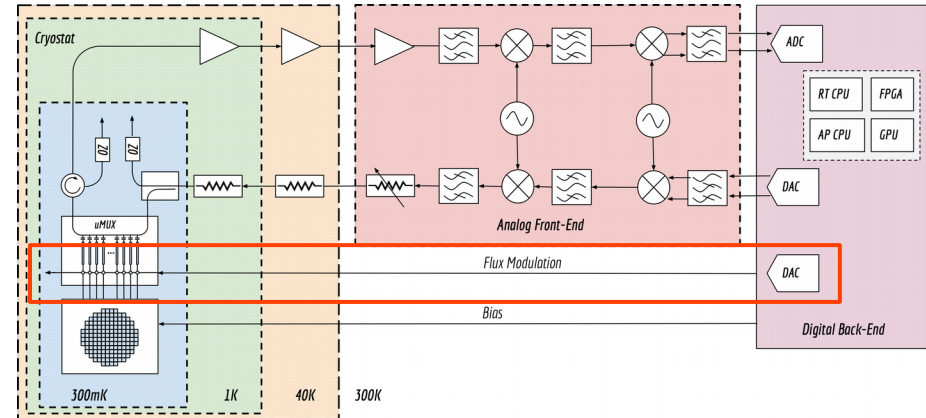 Cryostat
ADC
RT CPU
FPGA
AP CPU
GPU
ZO
ZO
DAC
uMUX
...
Analog Front-End
Flux Modulation
DAC
Bias
Digital Back-End
300mK
1K
40K
300K